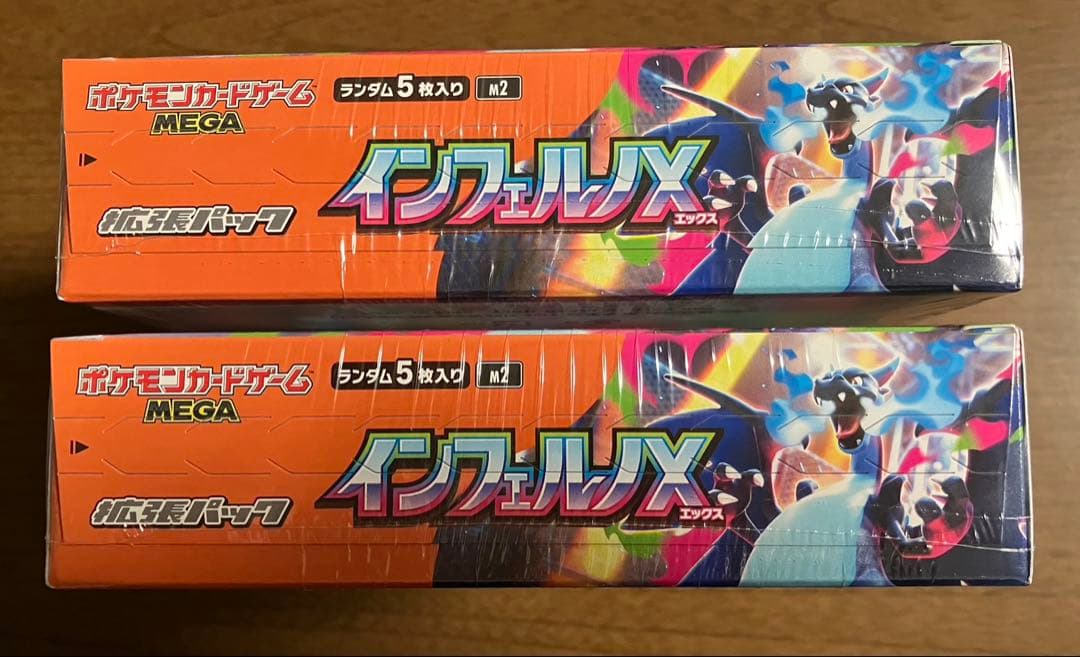 ポケモンカードゲーム
MEGA
ランダム5枚入り
M2
インフェルノX
エックス
拡張パック
ポケモンカードゲーム
MEGA
ランダム5枚入り
M2
インフェルノX
エックス
拡張パック